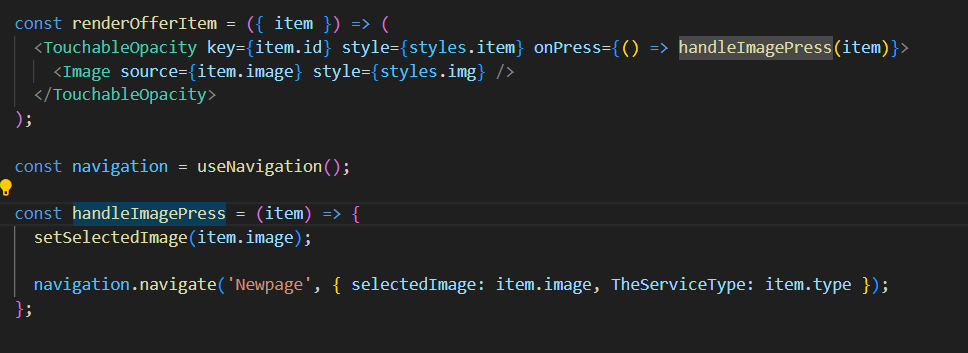 const renderOfferItem = ({ item }) => (
  <TouchableOpacity key={item.id} style={styles.item} onPress={() => handleImagePress(item)}>
    <Image source={item.image} style={styles.img} />
  </TouchableOpacity>
);
const navigation = useNavigation();
const handleImagePress = (item) => {
  setSelectedImage(item.image);
  navigation.navigate('Newpage', { selectedImage: item.image, TheServiceType: item.type });
};